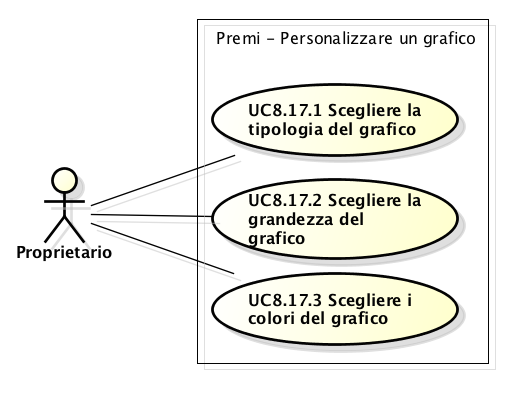 Premi - Personalizzare un grafico
UC8.17.1 Scegliere la
tipologia del grafico
UC8.17.2 Scegliere la
grandezza del
grafico
Proprietario
UC8.17.3 Scegliere i
colori del grafico